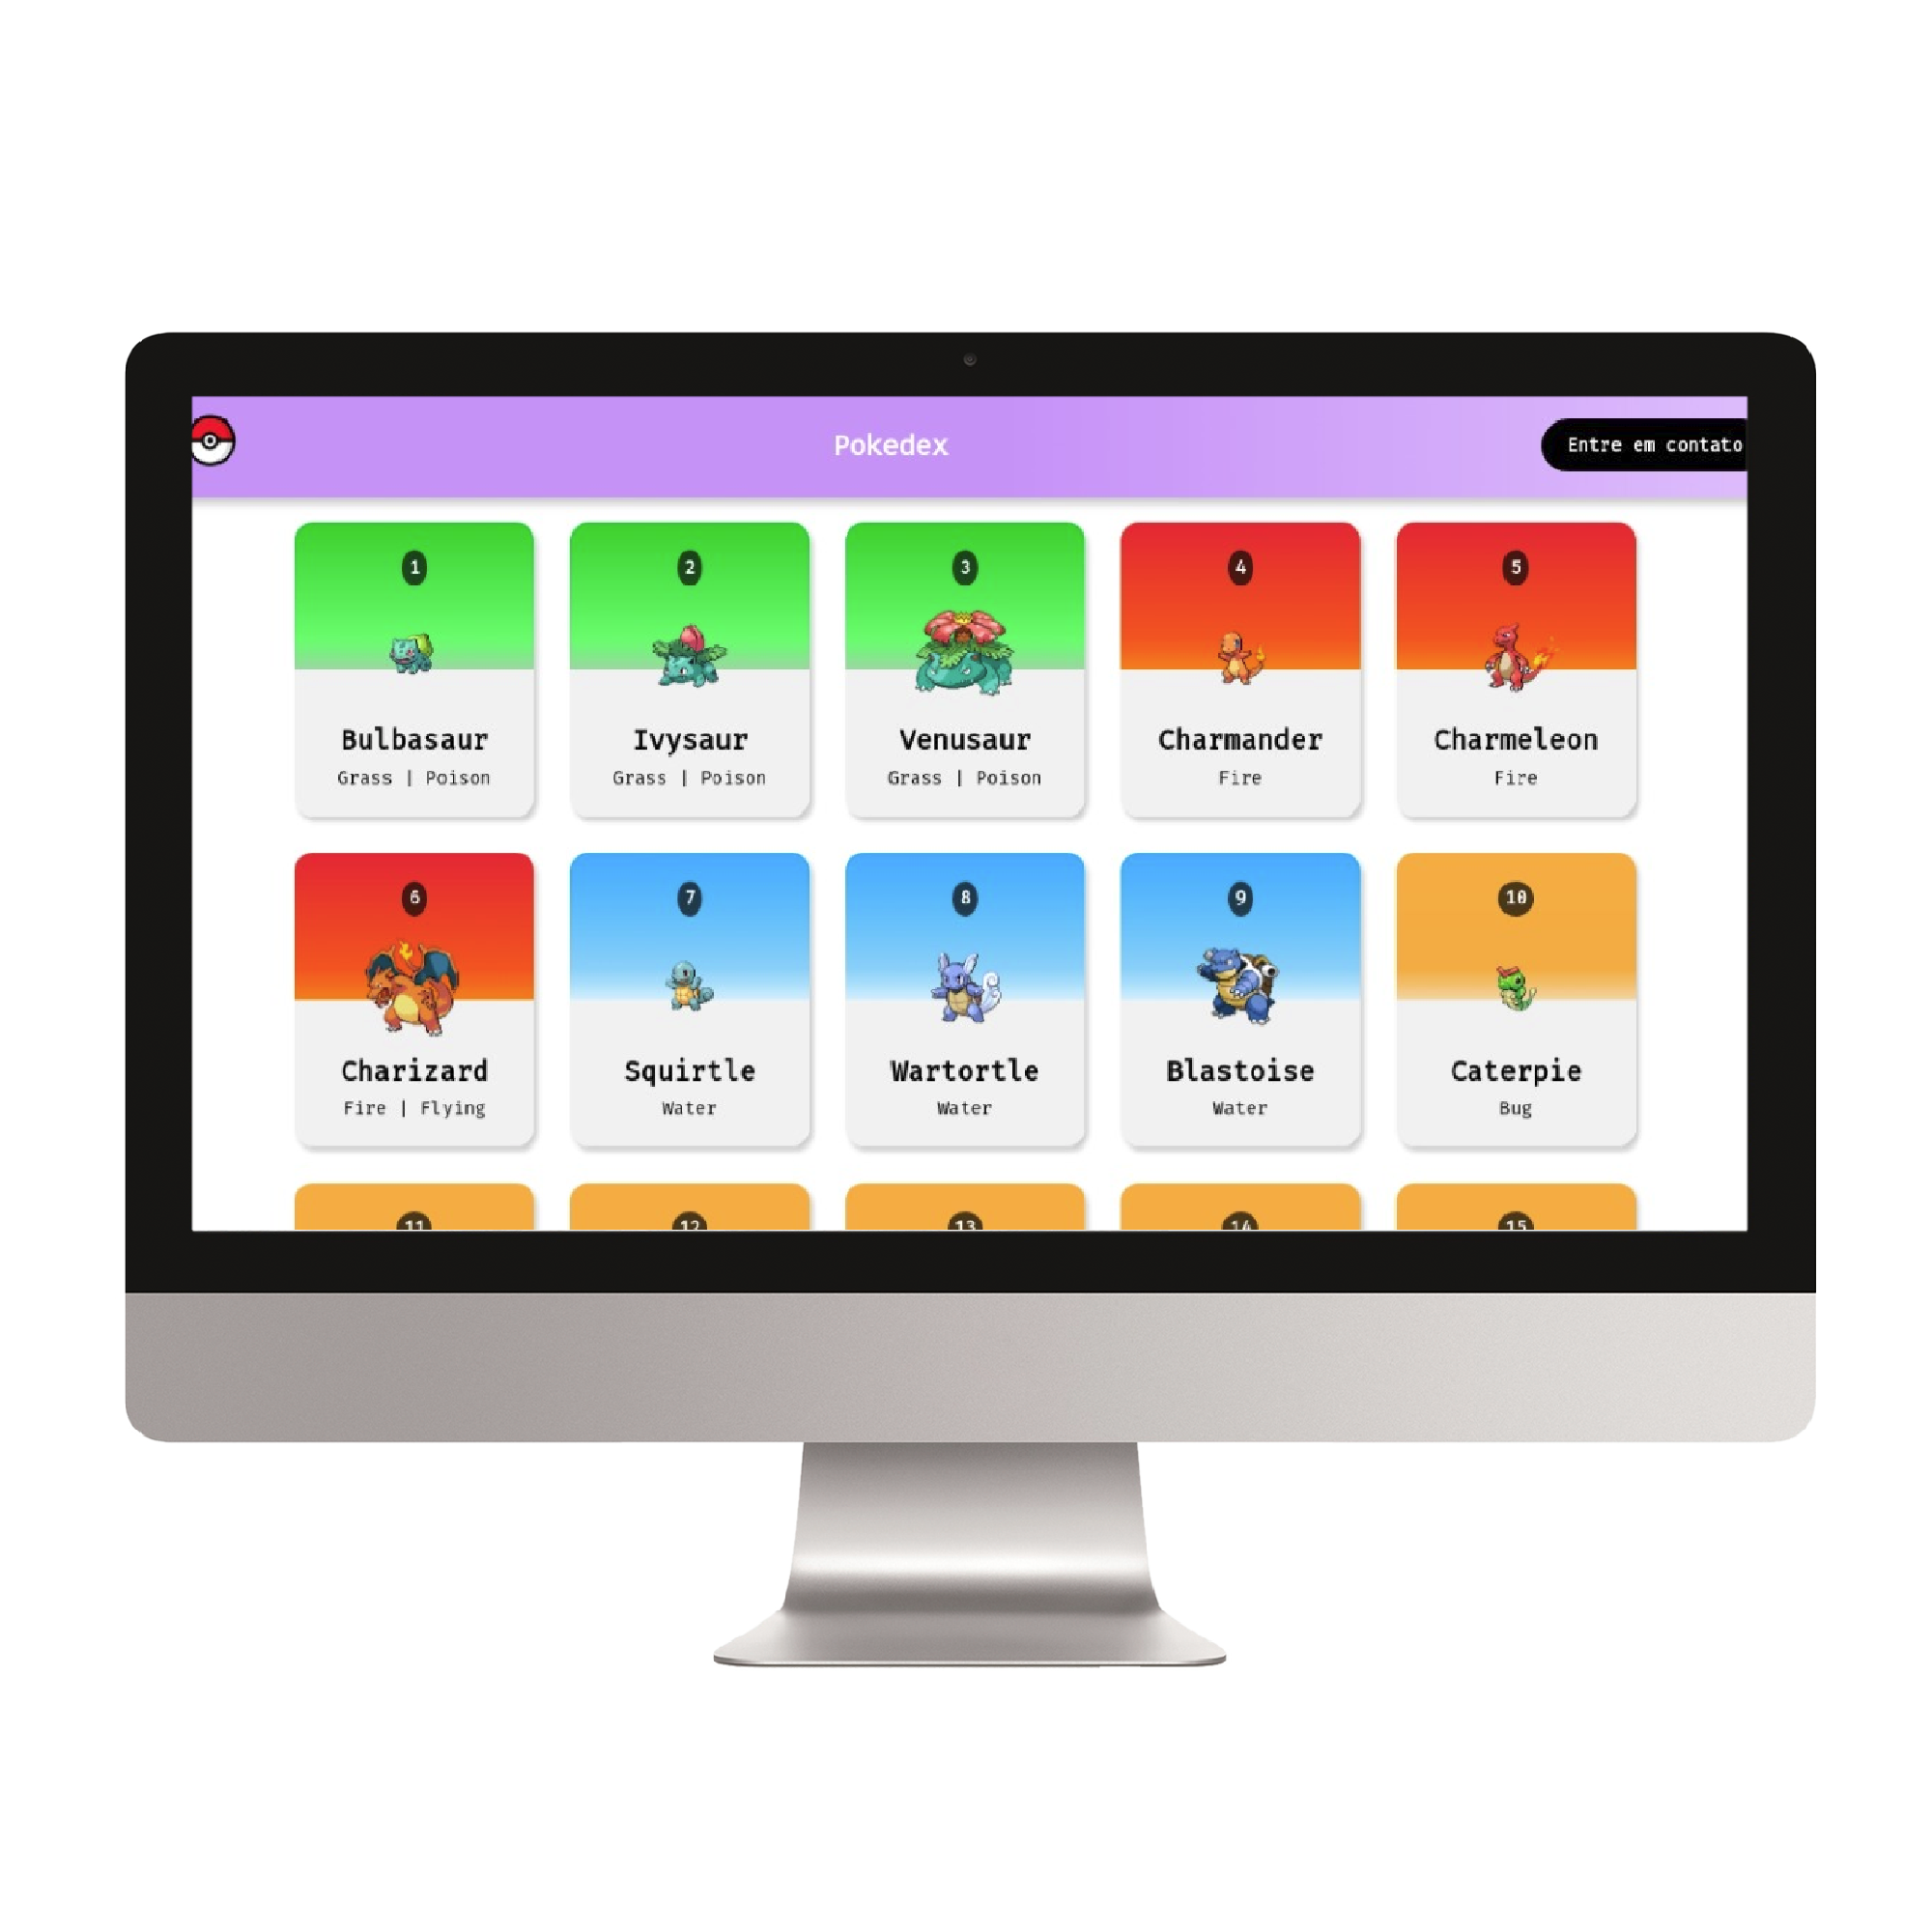 Pokedex
Entre em contato
1
2
3
4
5
Bulbasaur
Ivysaur
Venusaur
Charmander
Charmeleon
Grass | Poison
Grass | Poison
Grass | Poison
Fire
Fire
6
7
8
9
10
Charizard
Squirtle
Wartortle
Blastoise
Caterpie
Fire | Flying
Water
Water
Water
Bug
11
12
13
14
15